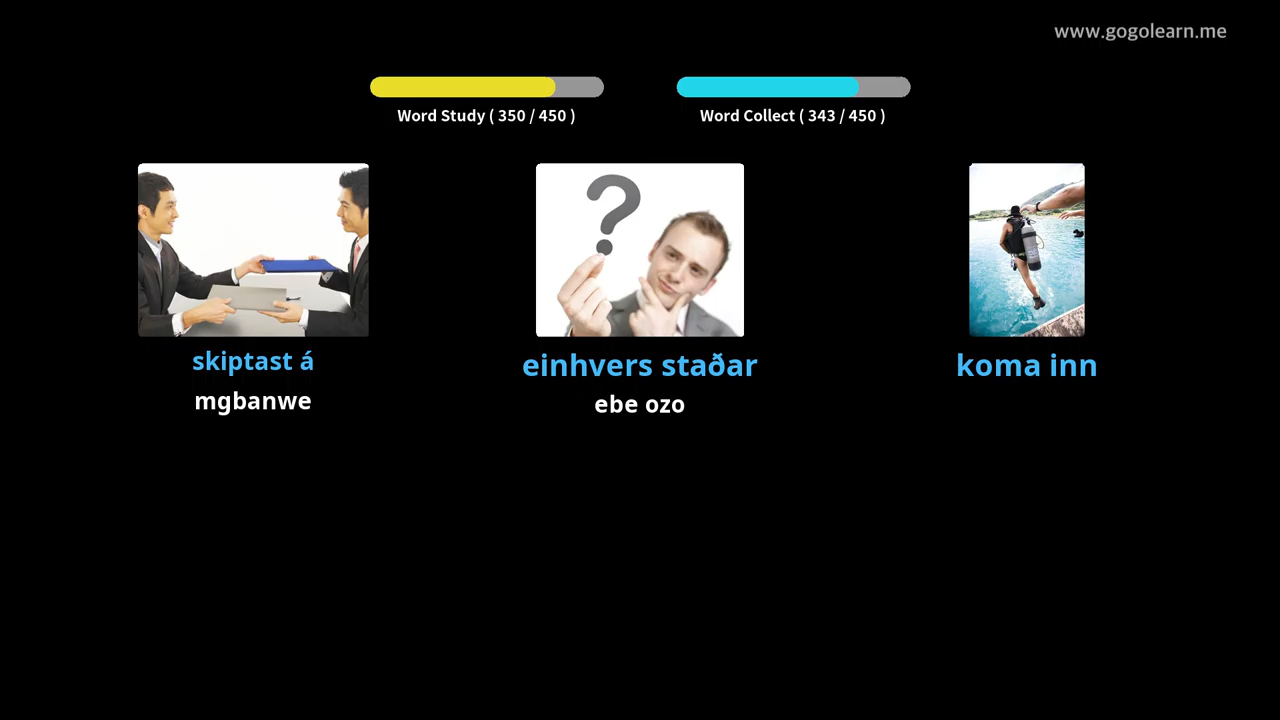 www.gogolearn.me
Word Study ( 350 / 450 )
Word Collect ( 343 / 450 )
skiptast á
mgbanwe
einhvers staðar
ebe ozo
koma inn